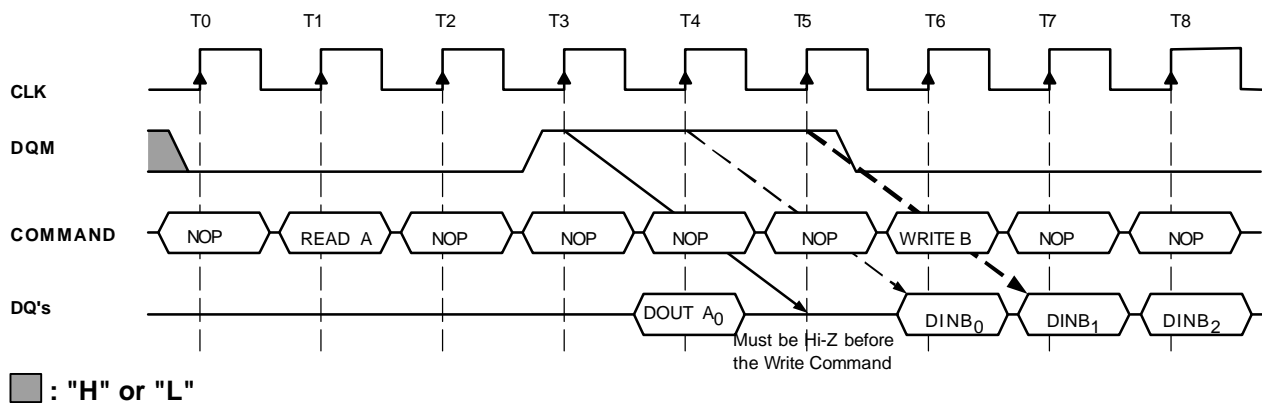 T0 T1 T2 T3 T4 T5 T6 T7 T8
CLK
DQM
COMMAND NOP READ A NOP NOP NOP NOP WRITE B NOP NOP
DQ's DOUT A0 DINB0 DINB1 DINB2
Must be Hi-Z before
the Write Command
: "H" or "L"